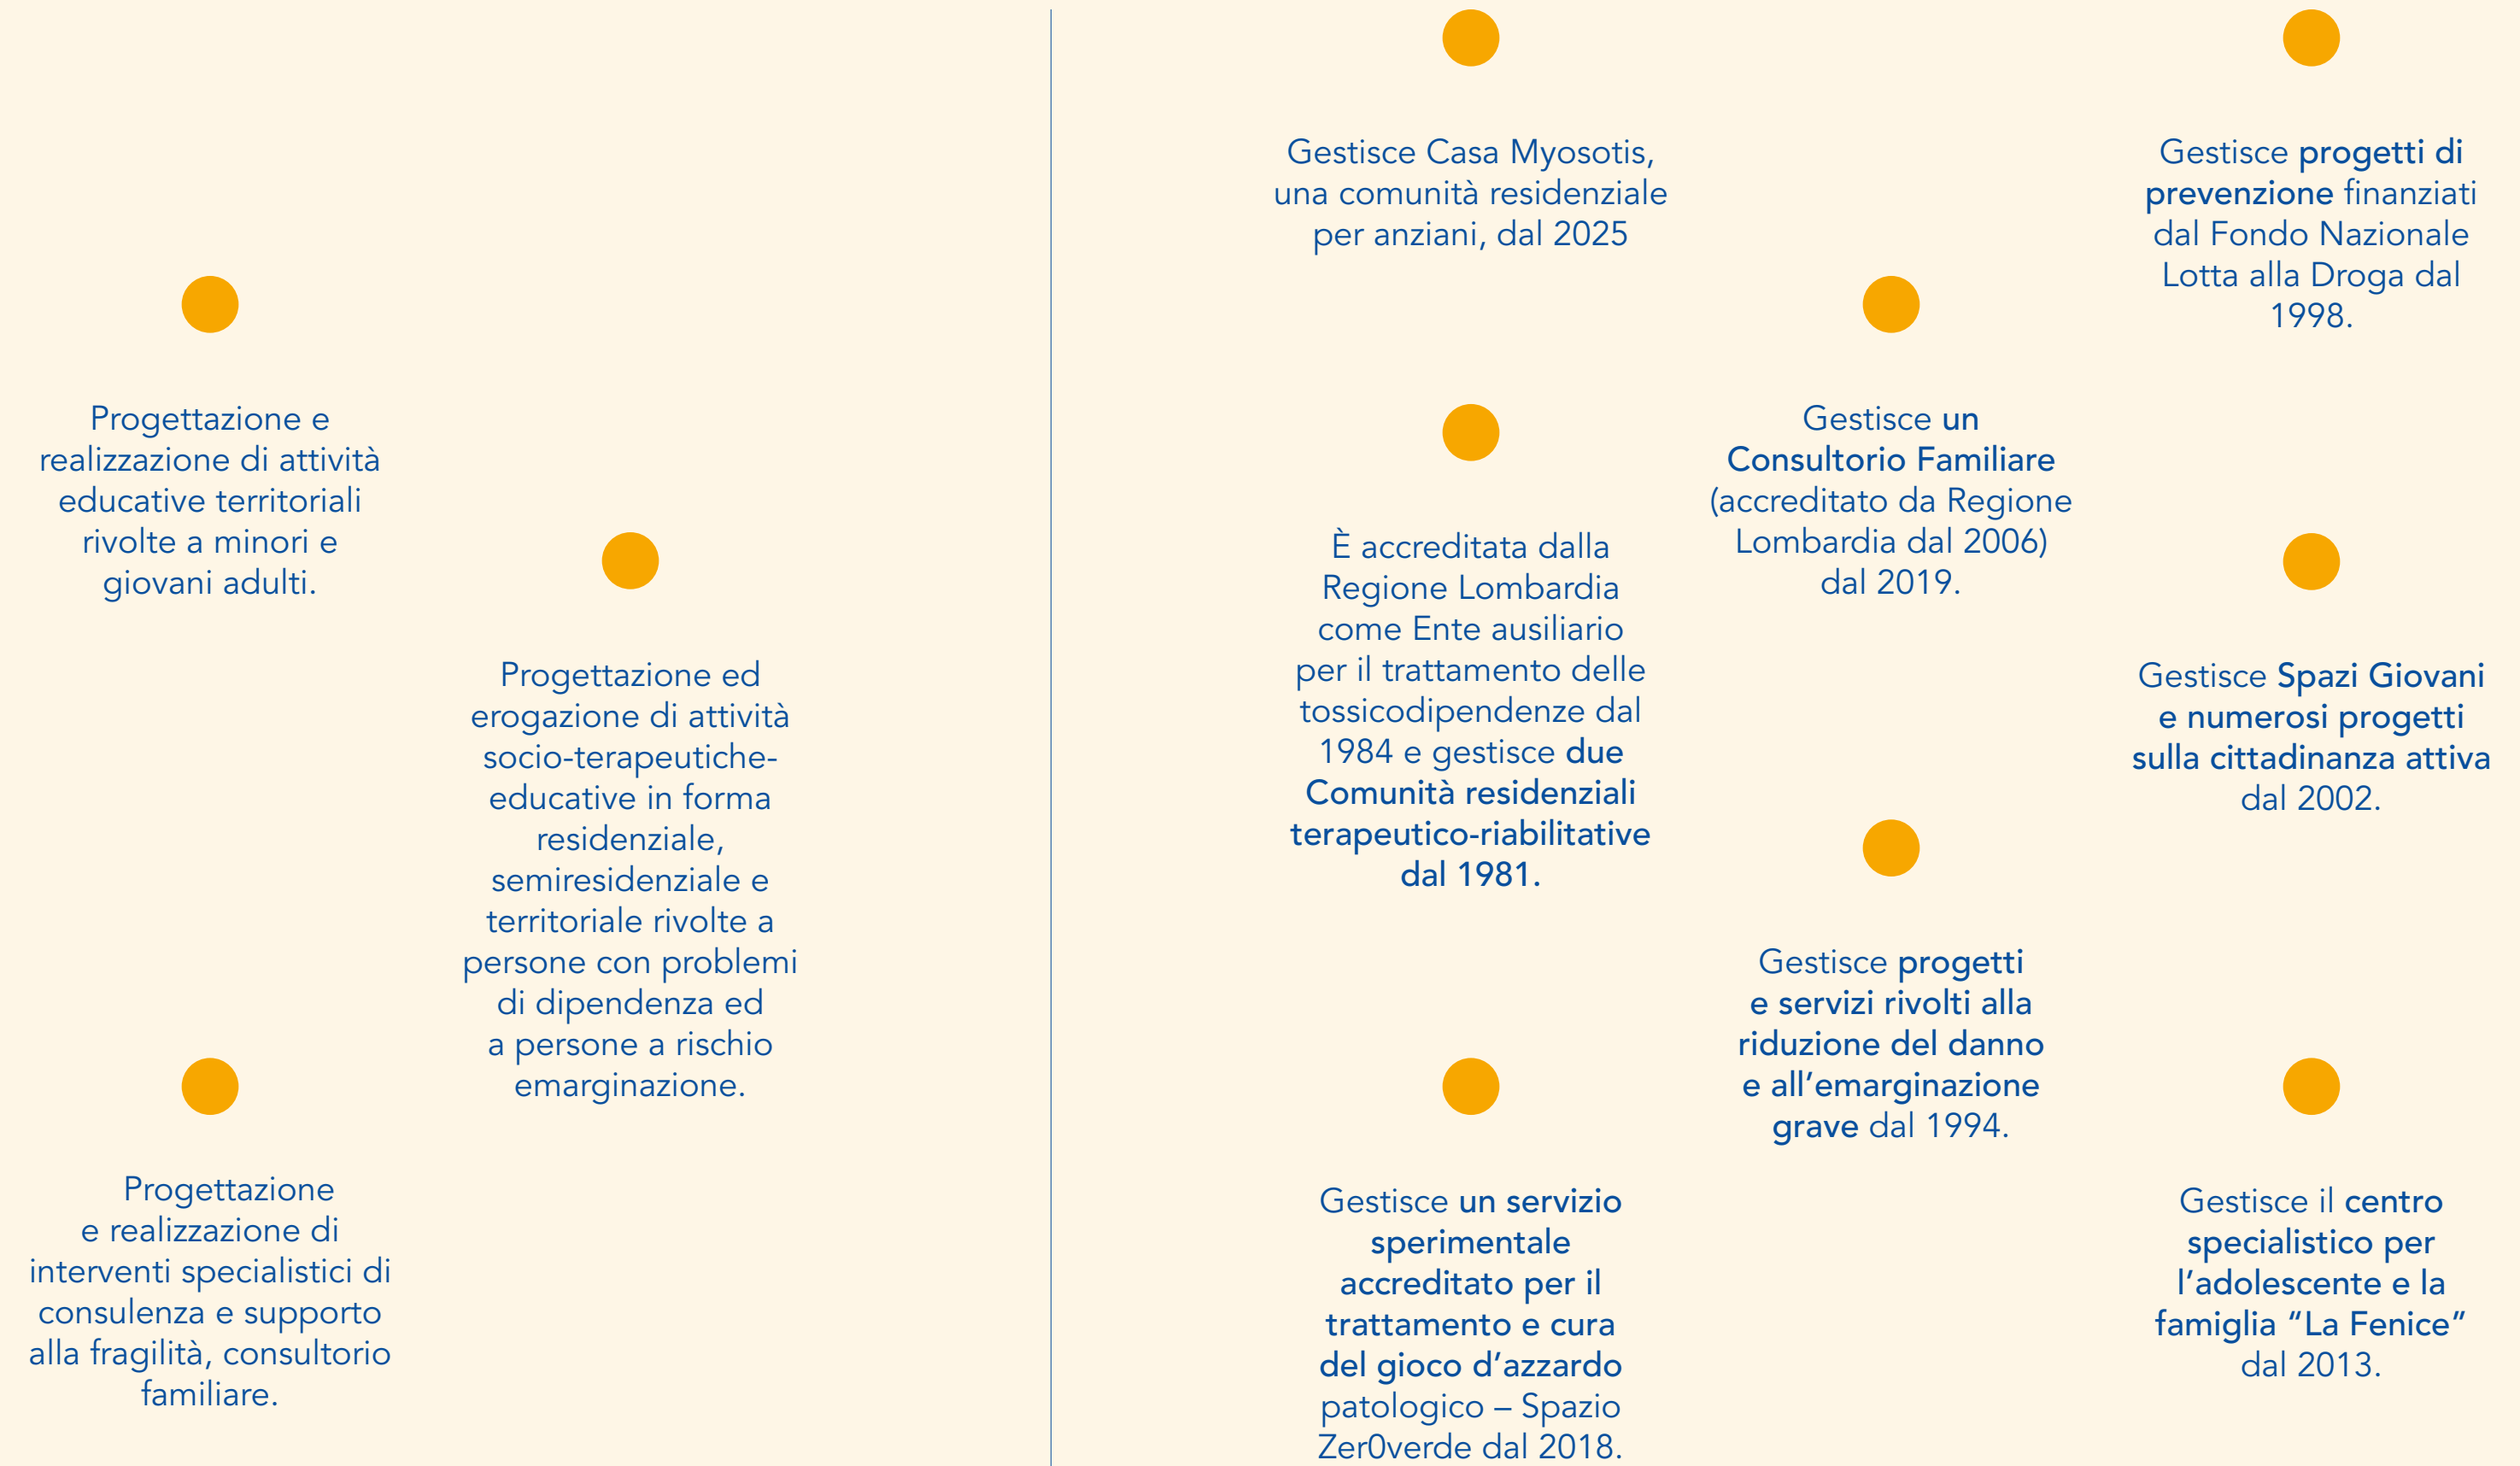 Progettazione e
realizzazione di attività
educative territoriali
rivolte a minori e
giovani adulti.
Progettazione ed
erogazione di attività
socio-terapeutiche-
educative in forma
residenziale,
semiresidenziale e
territoriale rivolte a
persone con problemi
di dipendenza ed
a persone a rischio
emarginazione.
Progettazione
e realizzazione di
interventi specialistici di
consulenza e supporto
alla fragilità, consultorio
familiare.
Gestisce Casa Myosotis,
una comunità residenziale
per anziani, dal 2025
È accreditata dalla
Regione Lombardia
come Ente ausiliario
per il trattamento delle
tossicodipendenze dal
1984 e gestisce due
Comunità residenziali
terapeutico-riabilitative
dal 1981.
Gestisce un servizio
sperimentale
accreditato per il
trattamento e cura
del gioco d’azzardo
patologico – Spazio
Zer0verde dal 2018.
Gestisce un
Consultorio Familiare
(accreditato da Regione
Lombardia dal 2006)
dal 2019.
Gestisce progetti
e servizi rivolti alla
riduzione del danno
e all’emarginazione
grave dal 1994.
Gestisce progetti di
prevenzione finanziati
dal Fondo Nazionale
Lotta alla Droga dal
1998.
Gestisce Spazi Giovani
e numerosi progetti
sulla cittadinanza attiva
dal 2002.
Gestisce il centro
specialistico per
l’adolescente e la
famiglia “La Fenice”
dal 2013.